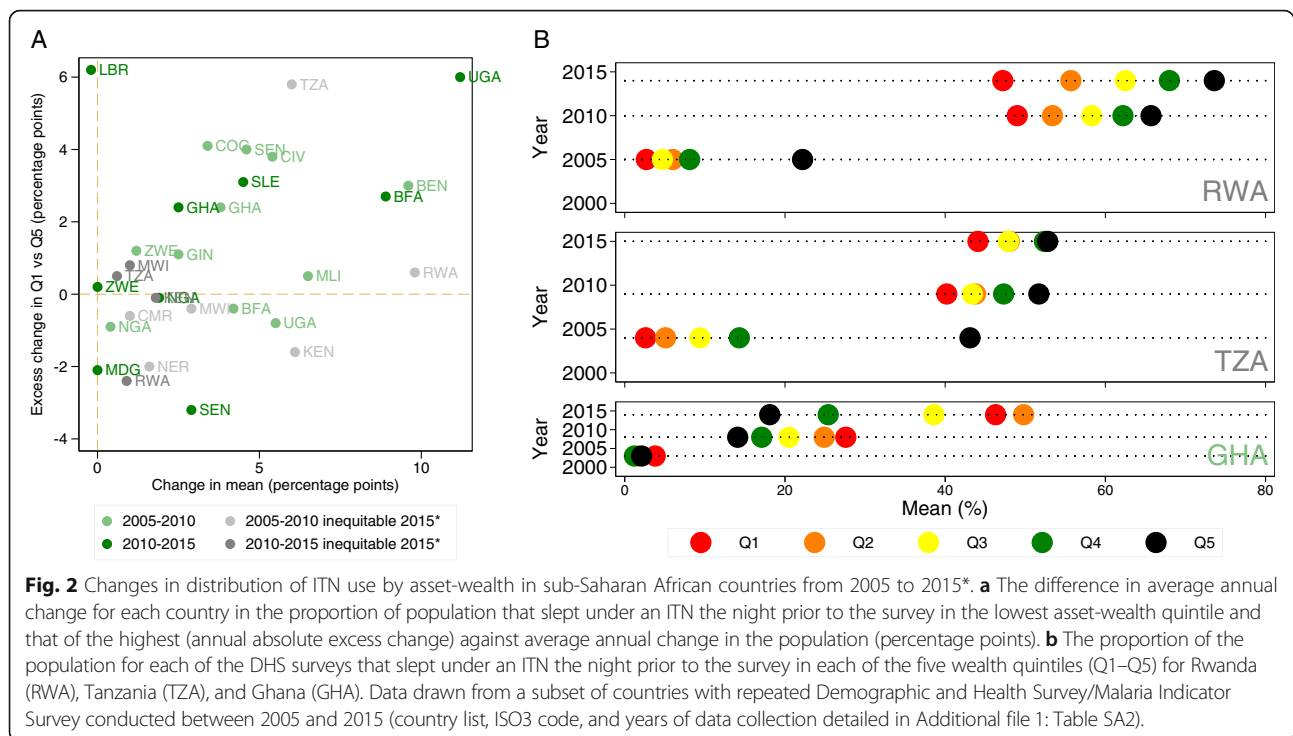 A
B
Excess change in Q1 vs Q5 (percentage points)
6
4
2
0
-2
-4
LBR
UGA
TZA
COG
SEN
CIV
SLE
BEN
BFA
GHA
GHA
ZWE
GIN
MWI
TZA
MLI
RWA
ZWE
NGA
MWI
BFA
CMR
NGA
UGA
KEN
MDG
NER
RWA
SEN
0
5
10
Change in mean (percentage points)
2005-2010
2005-2010 inequitable 2015*
2010-2015
2010-2015 inequitable 2015*
Year
2015
2010
2005
2000
RWA
Year
2015
2010
2005
2000
TZA
Year
2015
2010
2005
2000
GHA
0
20
40
60
80
Mean (%)
Q1
Q2
Q3
Q4
Q5
Fig. 2 Changes in distribution of ITN use by asset-wealth in sub-Saharan African countries from 2005 to 2015*. a The difference in average annual
change for each country in the proportion of population that slept under an ITN the night prior to the survey in the lowest asset-wealth quintile and
that of the highest (annual absolute excess change) against average annual change in the population (percentage points). b The proportion of the
population for each of the DHS surveys that slept under an ITN the night prior to the survey in each of the five wealth quintiles (Q1–Q5) for Rwanda
(RWA), Tanzania (TZA), and Ghana (GHA). Data drawn from a subset of countries with repeated Demographic and Health Survey/Malaria Indicator
Survey conducted between 2005 and 2015 (country list, ISO3 code, and years of data collection detailed in Additional file 1: Table SA2).